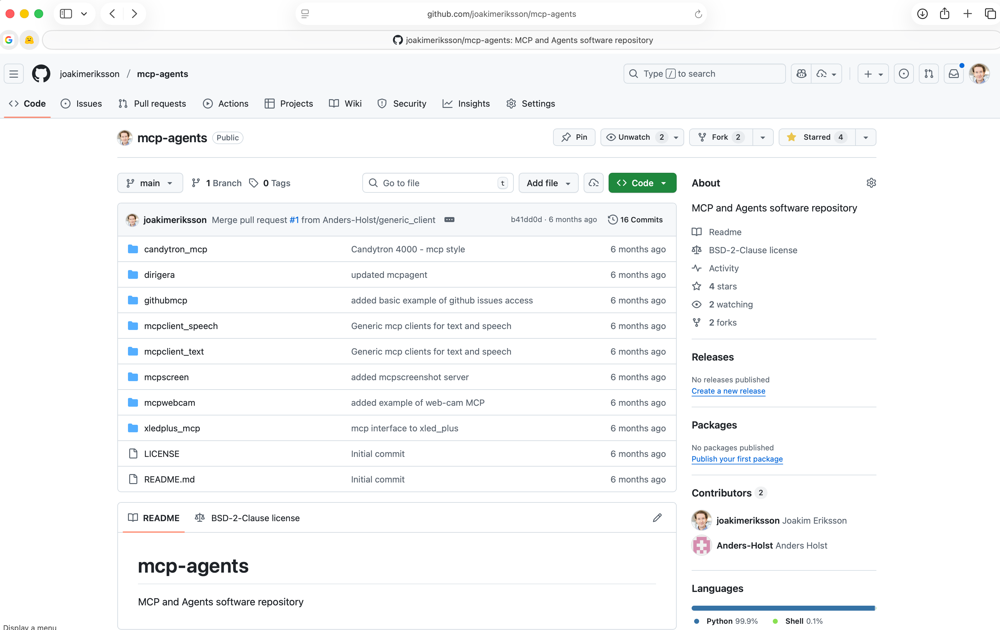 github.com/joakimeriksson/mcp-agents
joakimeriksson/mcp-agents: MCP and Agents software repository
joakimeriksson / mcp-agents
Type / to search
Code Issues Pull requests Actions Projects Wiki Security Insights Settings
mcp-agents Public
Pin Unwatch 2 Fork 2 Starred 4
main 1 Branch 0 Tags
Go to file t
Add file
Code
joakimeriksson Merge pull request #1 from Anders-Holst/generic_client b41dd0d · 6 months ago 16 Commits
candytron_mcp Candytron 4000 - mcp style 6 months ago
dirigera updated mcpagent 6 months ago
githubmcp added basic example of github issues access 6 months ago
mcpclient_speech Generic mcp clients for text and speech 6 months ago
mcpclient_text Generic mcp clients for text and speech 6 months ago
mcpscreen added mcpscreenshot server 6 months ago
mcpwebcam added example of web-cam MCP 6 months ago
xledplus_mcp mcp interface to xled_plus 6 months ago
LICENSE Initial commit 6 months ago
README.md Initial commit 6 months ago
README BSD-2-Clause license
mcp-agents
MCP and Agents software repository
About
MCP and Agents software repository
Readme
BSD-2-Clause license
Activity
4 stars
2 watching
2 forks
Releases
No releases published
Create a new release
Packages
No packages published
Publish your first package
Contributors 2
joakimeriksson Joakim Eriksson
Anders-Holst Anders Holst
Languages
Python 99.9% Shell 0.1%
Display a menu